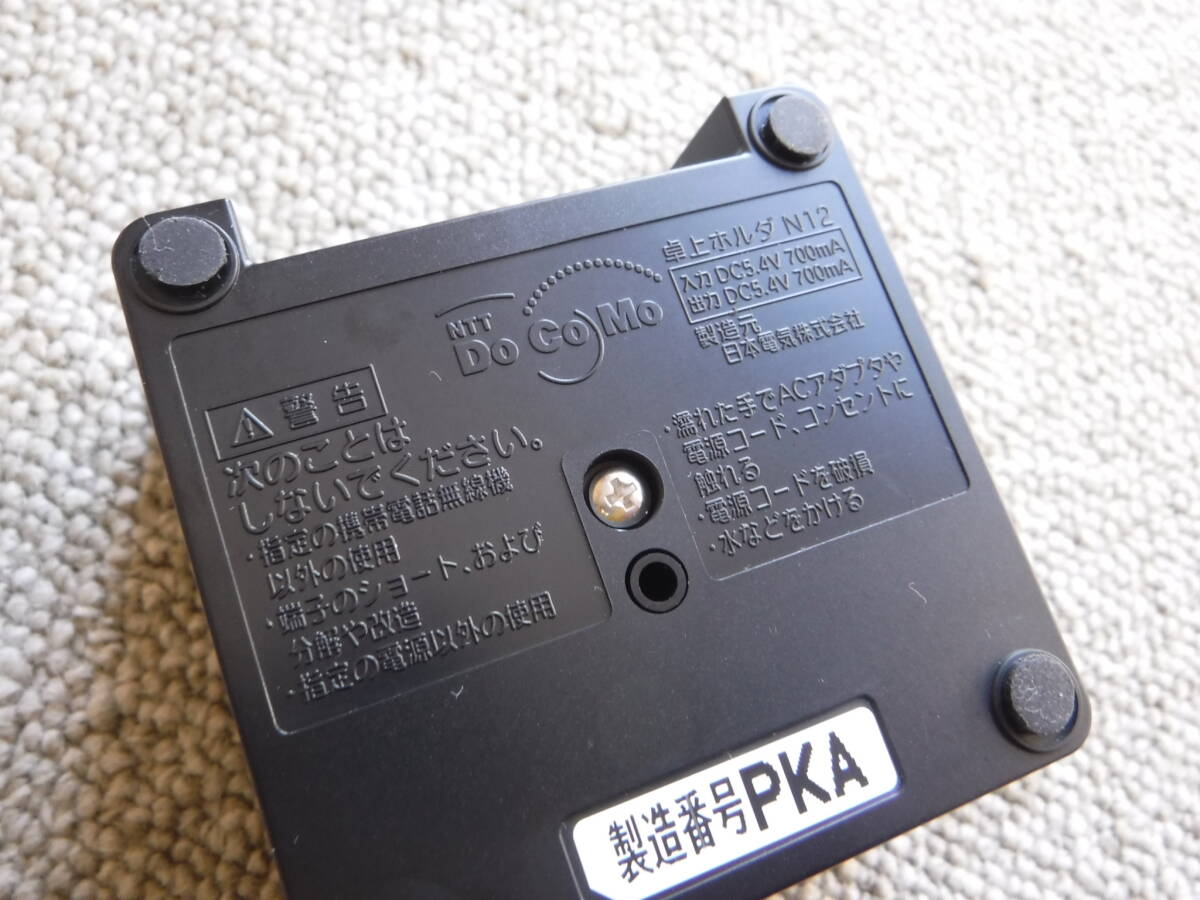 NTT
DoCoMo
卓上ホルダ N12
入力 DC5.4V 700mA
出力 DC5.4V 700mA
製造元
日本電気株式会社
警告
次のことは
しないでください。
・指定の携帯電話無線機
以外の使用
・端子のショート、および
分解や改造
・指定の電源以外の使用
・濡れた手でACアダプタや
電源コード、コンセントに
触れる
・電源コードを破損
・水などをかける
製造番号PKA